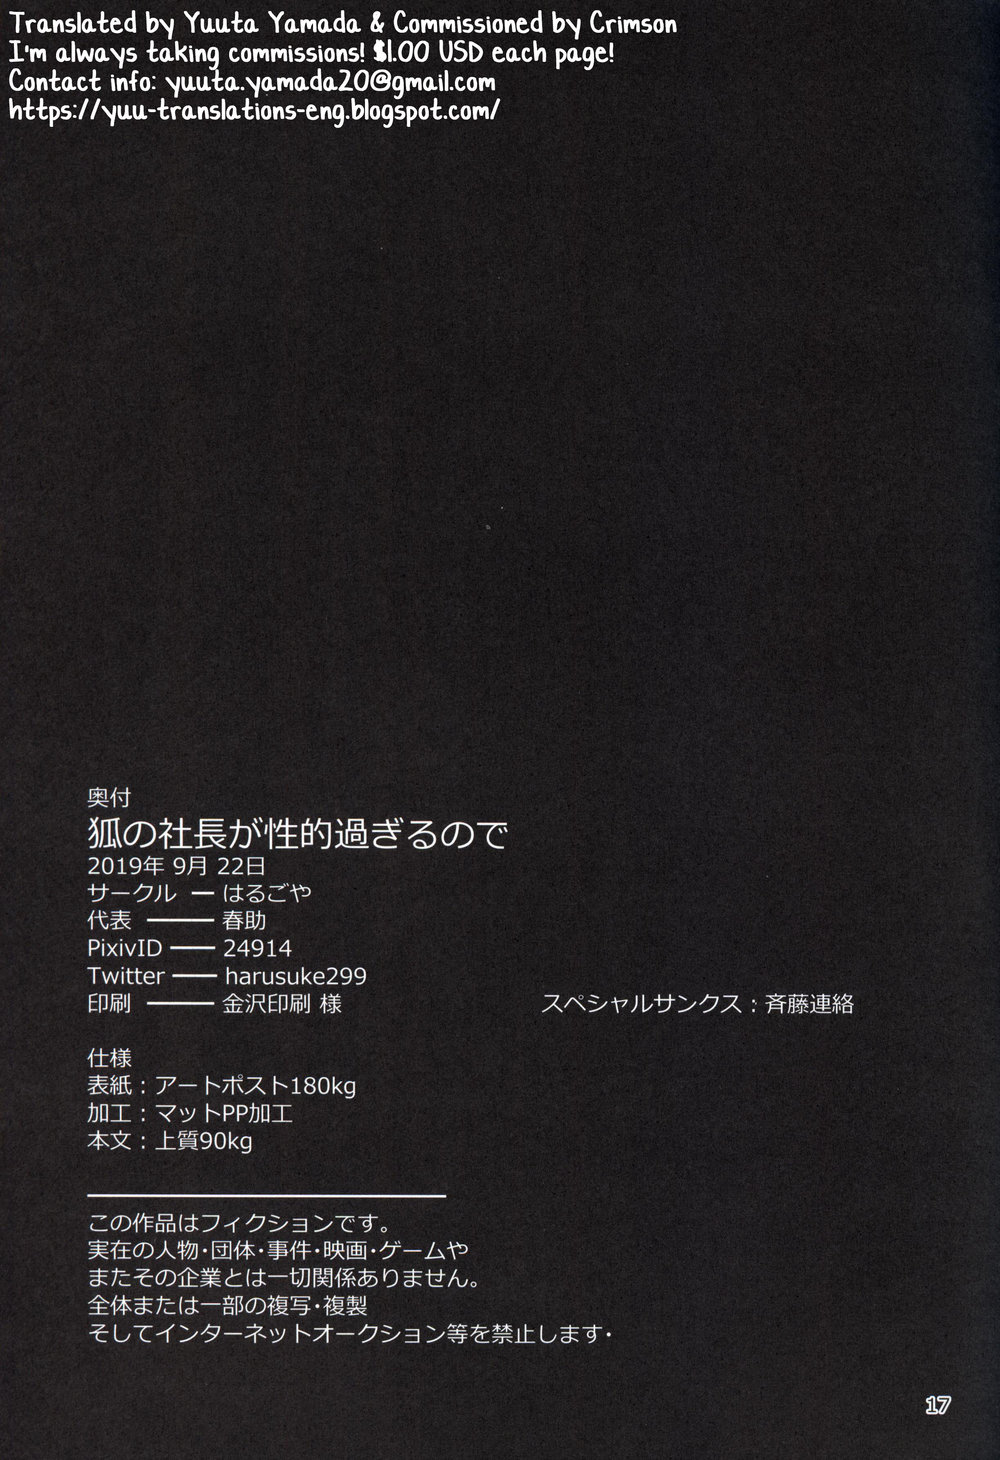 Translated by Yuuta Yamada & Commissioned by Crimson
I'm always taking commissions! $1.00 USD each page!
Contact info: yuuta.yamada20@gmail.com
https://yuu-translations-eng.blogspot.com/
奥付
狐の社長が性的過ぎるので
2019年 9月 22日
サークル ー はるごや
代表 ーー 春助
PixivID ー 24914
Twitter ー harusuke299
印刷 ーー 金沢印刷 様
スペシャルサンクス：斉藤連絡
仕様
表紙：アートポスト180kg
加工：マットPP加工
本文：上質90kg
この作品はフィクションです。
実在の人物・団体・事件・映画・ゲームや
またその企業とは一切関係ありません。
全体または一部の複写・複製
そしてインターネットオークション等を禁止します・
17